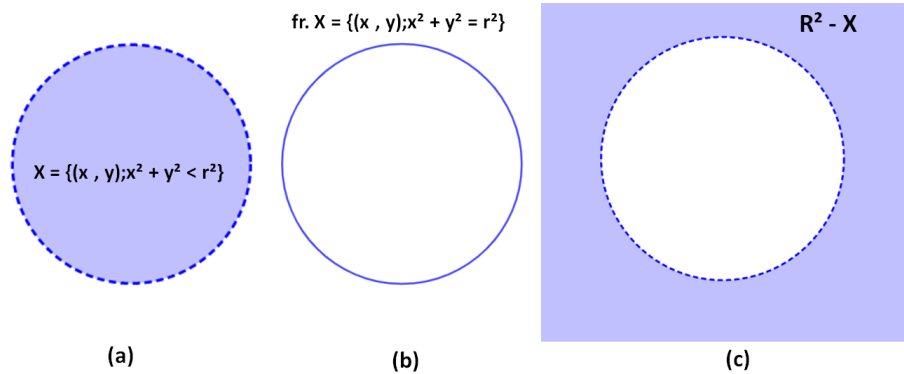 fr. X = {(x , y);x² + y² = r²}
R² - X
X = {(x , y);x² + y² < r²}
(a)
(b)
(c)